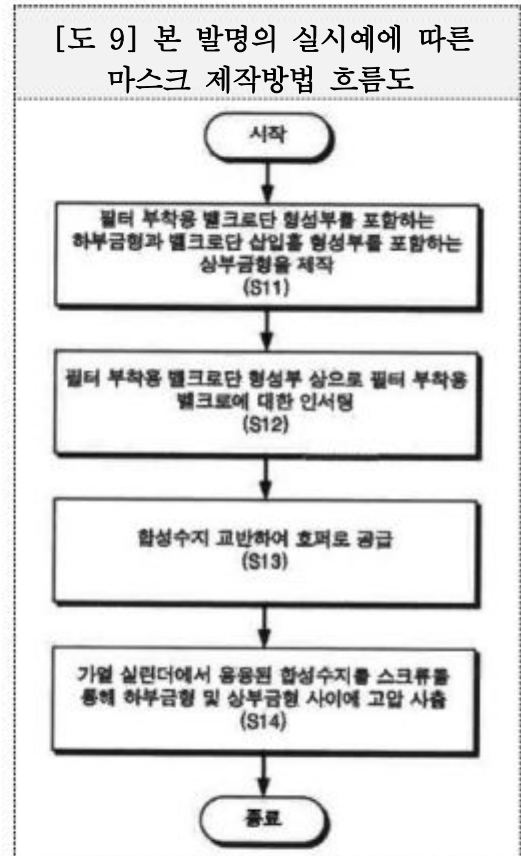 [도 9] 본 발명의 실시예에 따른
마스크 제작방법 흐름도
시작
필터 부착용 벨크로단 형성부를 포함하는
하부금형과 벨크로단 삽입홀 형성부를 포함하는
상부금형을 제작
(S11)
필터 부착용 벨크로단 형성부 상으로 필터 부착용
벨크로에 대한 인서팅
(S12)
합성수지 교반하여 호퍼로 공급
(S13)
가열 실린더에서 용융된 합성수지를 스크류를
통해 하부금형 및 상부금형 사이에 고압 사출
(S14)
종료